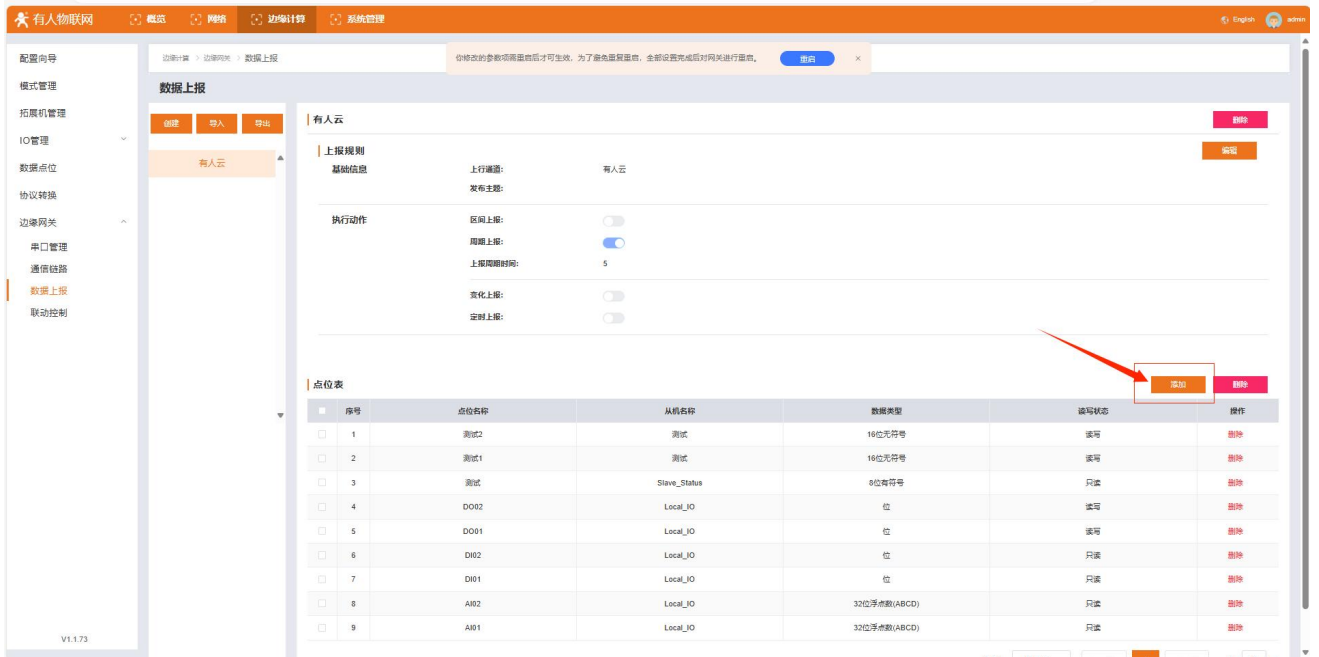 有人物联网 概览 网络 边缘计算 系统管理 English admin
配置向导
模式管理
拓展机管理
IO管理
数据点位
协议转换
边缘网关
串口管理
通信链路
数据上报
联动控制
V1.1.73
边缘计算 > 边缘网关 > 数据上报
你修改的参数项需重启后才可生效，为了避免重复重启，全部设置完成后对网关进行重启。 重启 ×
数据上报
创建 导入 导出
有人云
有人云 删除
上报规则 编辑
基础信息 上行通道: 有人云
发布主题:
执行动作 区间上报:
周期上报:
上报周期时间: 5
变化上报:
定时上报:
点位表 添加 删除
序号 点位名称 从机名称 数据类型 读写状态 操作
1 测试2 测试 16位无符号 读写 删除
2 测试1 测试 16位无符号 读写 删除
3 测试 Slave_Status 8位有符号 只读 删除
4 DO02 Local_IO 位 读写 删除
5 DO01 Local_IO 位 读写 删除
6 DI02 Local_IO 位 只读 删除
7 DI01 Local_IO 位 只读 删除
8 AI02 Local_IO 32位浮点数(ABCD) 只读 删除
9 AI01 Local_IO 32位浮点数(ABCD) 只读 删除